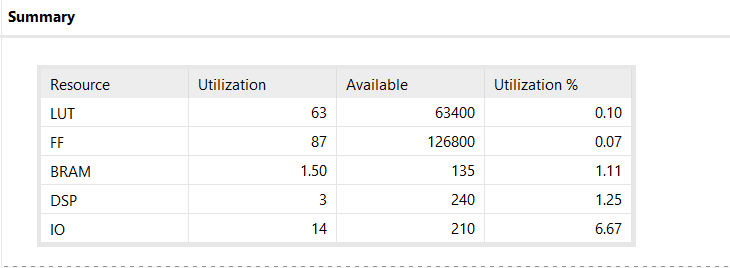 Summary
Resource Utilization Available Utilization %
LUT 63 63400 0.10
FF 87 126800 0.07
BRAM 1.50 135 1.11
DSP 3 240 1.25
IO 14 210 6.67